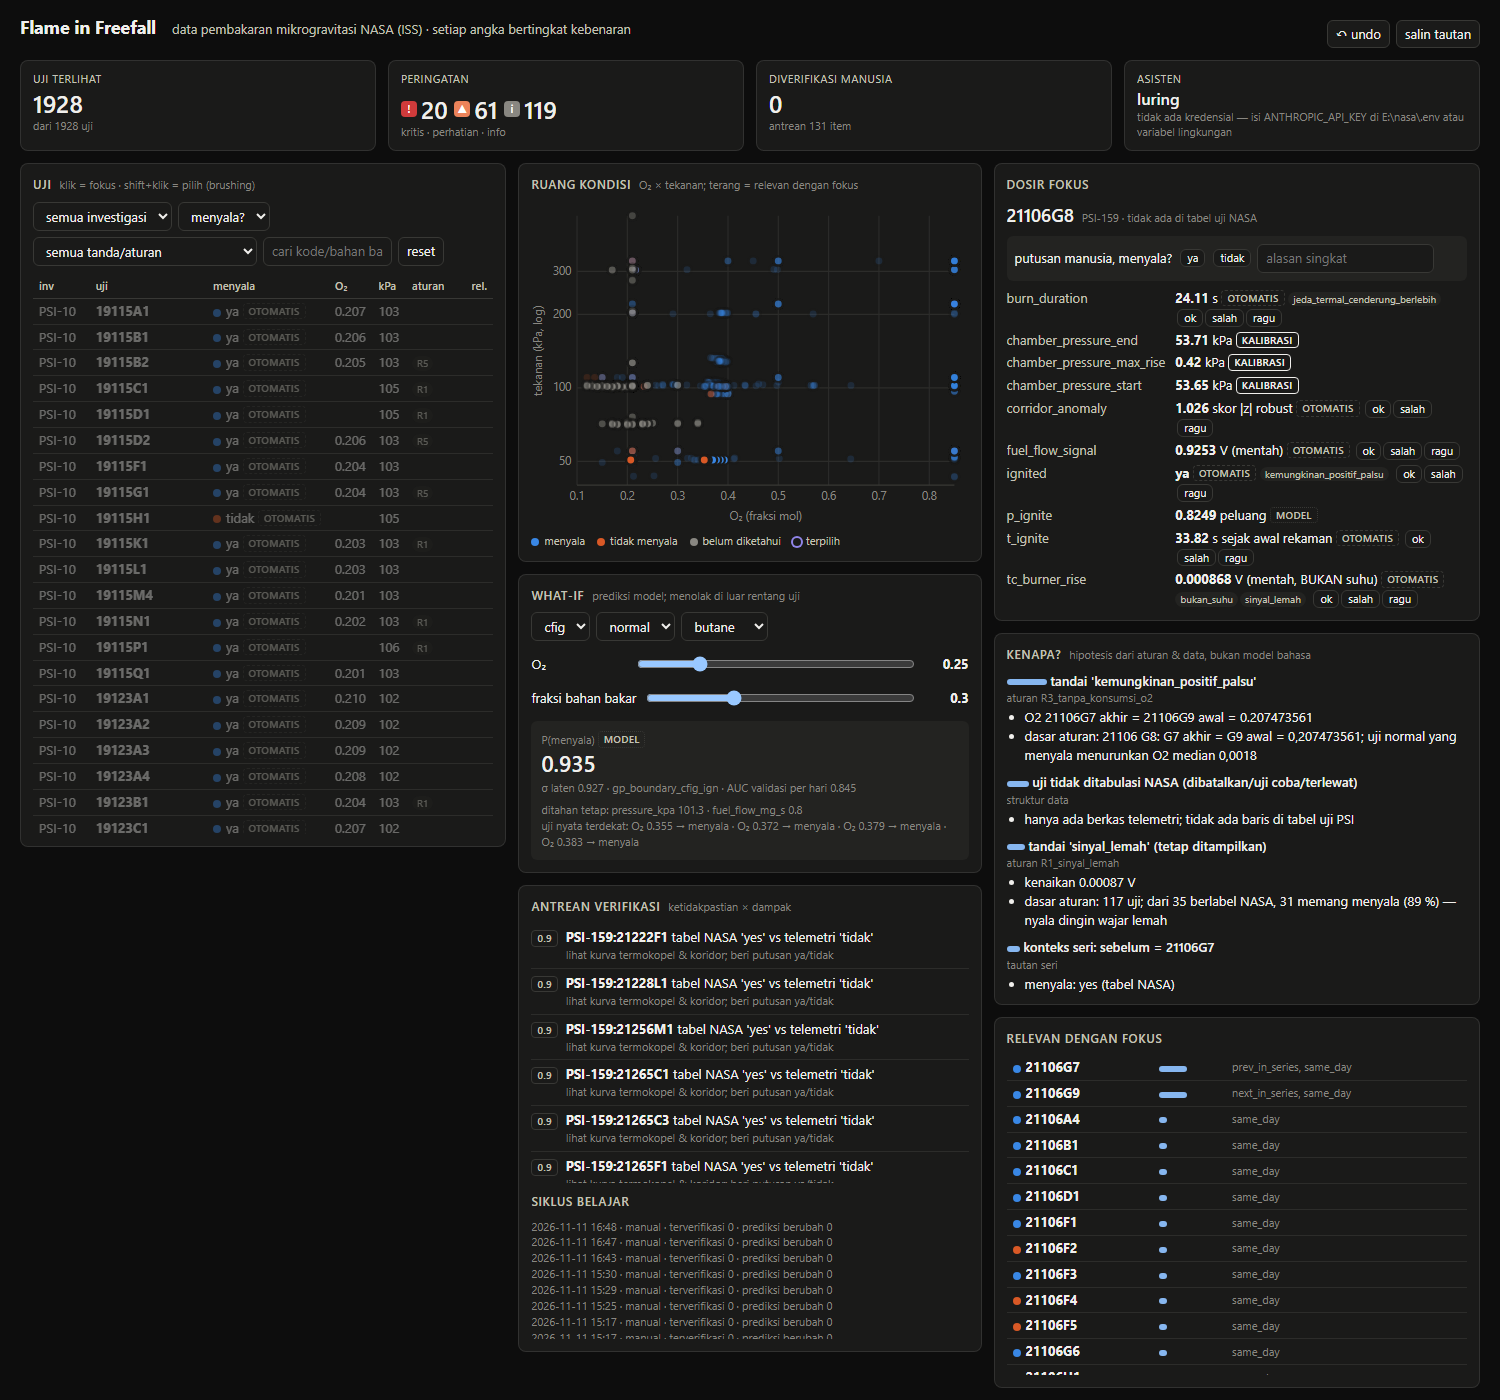 Flame in Freefall data pembakaran mikrogravitasi NASA (ISS) · setiap angka bertingkat kebenaran
↶ undo salin tautan
UJI TERLIHAT
1928
dari 1928 uji
PERINGATAN
! 20 ▲ 61 i 119
kritis · perhatian · info
DIVERIFIKASI MANUSIA
0
antrean 131 item
ASISTEN
luring
tidak ada kredensial — isi ANTHROPIC_API_KEY di E:\nasa\.env atau
variabel lingkungan
UJI klik = fokus · shift+klik = pilih (brushing)
semua investigasi menyala?
semua tanda/aturan cari kode/bahan ba reset
inv uji menyala O₂ kPa aturan rel.
PSI-10 19115A1 ya OTOMATIS 0.207 103
PSI-10 19115B1 ya OTOMATIS 0.206 103
PSI-10 19115B2 ya OTOMATIS 0.205 103 R5
PSI-10 19115C1 ya OTOMATIS 105 R1
PSI-10 19115D1 ya OTOMATIS 105 R1
PSI-10 19115D2 ya OTOMATIS 0.206 103 R5
PSI-10 19115F1 ya OTOMATIS 0.204 103
PSI-10 19115G1 ya OTOMATIS 0.204 103 R5
PSI-10 19115H1 tidak OTOMATIS 105
PSI-10 19115K1 ya OTOMATIS 0.203 103 R1
PSI-10 19115L1 ya OTOMATIS 0.203 103
PSI-10 19115M4 ya OTOMATIS 0.201 103
PSI-10 19115N1 ya OTOMATIS 0.202 103 R1
PSI-10 19115P1 ya OTOMATIS 106 R1
PSI-10 19115Q1 ya OTOMATIS 0.201 103
PSI-10 19123A1 ya OTOMATIS 0.210 102
PSI-10 19123A2 ya OTOMATIS 0.209 102
PSI-10 19123A3 ya OTOMATIS 0.209 102
PSI-10 19123A4 ya OTOMATIS 0.208 102
PSI-10 19123B1 ya OTOMATIS 0.204 103 R1
PSI-10 19123C1 ya OTOMATIS 0.207 102
RUANG KONDISI O₂ × tekanan; terang = relevan dengan fokus
tekanan (kPa, log)
300
200
100
50
0.1 0.2 0.3 0.4 0.5 0.6 0.7 0.8
O₂ (fraksi mol)
menyala tidak menyala belum diketahui terpilih
WHAT-IF prediksi model; menolak di luar rentang uji
cfig normal butane
O₂ 0.25
fraksi bahan bakar 0.3
P(menyala) MODEL
0.935
σ laten 0.927 · gp_boundary_cfig_ign · AUC validasi per hari 0.845
ditahan tetap: pressure_kpa 101.3 · fuel_flow_mg_s 0.8
uji nyata terdekat: O₂ 0.355 → menyala · O₂ 0.372 → menyala · O₂ 0.379 → menyala ·
O₂ 0.383 → menyala
ANTREAN VERIFIKASI ketidakpastian × dampak
0.9 PSI-159:21222F1 tabel NASA 'yes' vs telemetri 'tidak'
lihat kurva termokopel & koridor; beri putusan ya/tidak
0.9 PSI-159:21228L1 tabel NASA 'yes' vs telemetri 'tidak'
lihat kurva termokopel & koridor; beri putusan ya/tidak
0.9 PSI-159:21256M1 tabel NASA 'yes' vs telemetri 'tidak'
lihat kurva termokopel & koridor; beri putusan ya/tidak
0.9 PSI-159:21265C1 tabel NASA 'yes' vs telemetri 'tidak'
lihat kurva termokopel & koridor; beri putusan ya/tidak
0.9 PSI-159:21265C3 tabel NASA 'yes' vs telemetri 'tidak'
lihat kurva termokopel & koridor; beri putusan ya/tidak
0.9 PSI-159:21265F1 tabel NASA 'yes' vs telemetri 'tidak'
SIKLUS BELAJAR
2026-11-11 16:48 · manual · terverifikasi 0 · prediksi berubah 0
2026-11-11 16:47 · manual · terverifikasi 0 · prediksi berubah 0
2026-11-11 16:43 · manual · terverifikasi 0 · prediksi berubah 0
2026-11-11 15:30 · manual · terverifikasi 0 · prediksi berubah 0
2026-11-11 15:29 · manual · terverifikasi 0 · prediksi berubah 0
2026-11-11 15:25 · manual · terverifikasi 0 · prediksi berubah 0
2026-11-11 15:17 · manual · terverifikasi 0 · prediksi berubah 0
2026-11-11 15:17 · manual · terverifikasi 0 · prediksi berubah 0
DOSIR FOKUS
21106G8 PSI-159 · tidak ada di tabel uji NASA
putusan manusia, menyala? ya tidak alasan singkat
burn_duration 24.11 s OTOMATIS jeda_termal_cenderung_berlebih
ok salah ragu
chamber_pressure_end 53.71 kPa KALIBRASI
chamber_pressure_max_rise 0.42 kPa KALIBRASI
chamber_pressure_start 53.65 kPa KALIBRASI
corridor_anomaly 1.026 skor |z| robust OTOMATIS ok salah
ragu
fuel_flow_signal 0.9253 V (mentah) OTOMATIS ok salah ragu
ignited ya OTOMATIS kemungkinan_positif_palsu ok salah
ragu
p_ignite 0.8249 peluang MODEL
t_ignite 33.82 s sejak awal rekaman OTOMATIS ok
salah ragu
tc_burner_rise 0.000868 V (mentah, BUKAN suhu) OTOMATIS
bukan_suhu sinyal_lemah ok salah ragu
KENAPA? hipotesis dari aturan & data, bukan model bahasa
tandai 'kemungkinan_positif_palsu'
aturan R3_tanpa_konsumsi_o2
• O2 21106G7 akhir = 21106G9 awal = 0.207473561
• dasar aturan: 21106 G8: G7 akhir = G9 awal = 0,207473561; uji normal yang
menyala menurunkan O2 median 0,0018
uji tidak ditabulasi NASA (dibatalkan/uji coba/terlewat)
struktur data
• hanya ada berkas telemetri; tidak ada baris di tabel uji PSI
tandai 'sinyal_lemah' (tetap ditampilkan)
aturan R1_sinyal_lemah
• kenaikan 0.00087 V
• dasar aturan: 117 uji; dari 35 berlabel NASA, 31 memang menyala (89 %) —
nyala dingin wajar lemah
konteks seri: sebelum = 21106G7
tautan seri
• menyala: yes (tabel NASA)
RELEVAN DENGAN FOKUS
21106G7 prev_in_series, same_day
21106G9 next_in_series, same_day
21106A4 same_day
21106B1 same_day
21106C1 same_day
21106D1 same_day
21106F1 same_day
21106F2 same_day
21106F3 same_day
21106F4 same_day
21106F5 same_day
21106G6 same_day